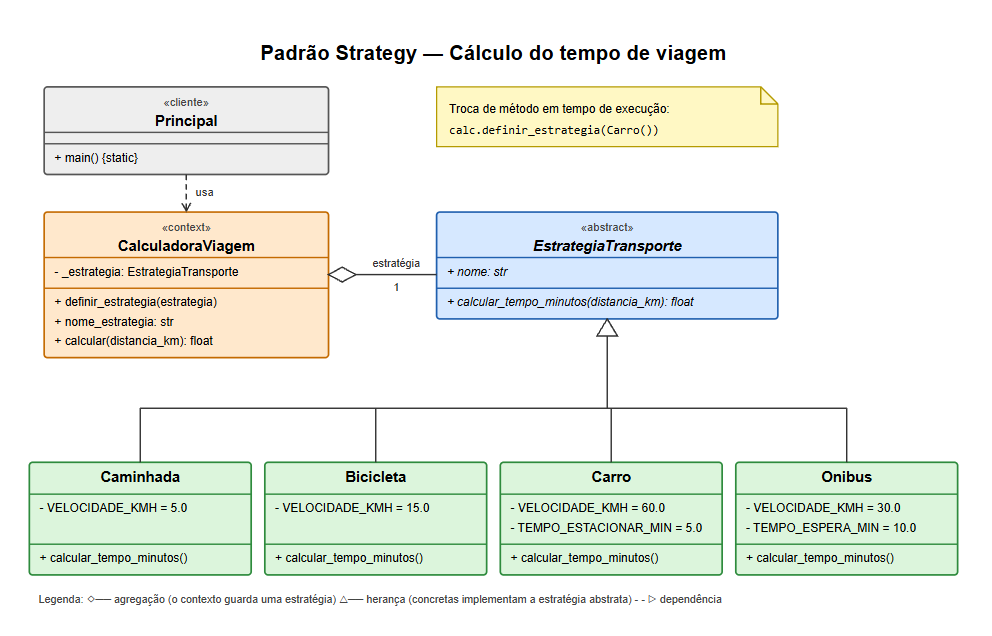 Padrão Strategy — Cálculo do tempo de viagem
«cliente»
Principal
+ main() {static}
Troca de método em tempo de execução:
calc.definir_estrategia(Carro())
usa
«context»
CalculadoraViagem
- _estrategia: EstrategiaTransporte
+ definir_estrategia(estrategia)
+ nome_estrategia: str
+ calcular(distancia_km): float
estratégia
1
«abstract»
EstrategiaTransporte
+ nome: str
+ calcular_tempo_minutos(distancia_km): float
Caminhada
- VELOCIDADE_KMH = 5.0
+ calcular_tempo_minutos()
Bicicleta
- VELOCIDADE_KMH = 15.0
+ calcular_tempo_minutos()
Carro
- VELOCIDADE_KMH = 60.0
- TEMPO_ESTACIONAR_MIN = 5.0
+ calcular_tempo_minutos()
Onibus
- VELOCIDADE_KMH = 30.0
- TEMPO_ESPERA_MIN = 10.0
+ calcular_tempo_minutos()
Legenda: ◇── agregação (o contexto guarda uma estratégia) △── herança (concretas implementam a estratégia abstrata) - - ▷ dependência